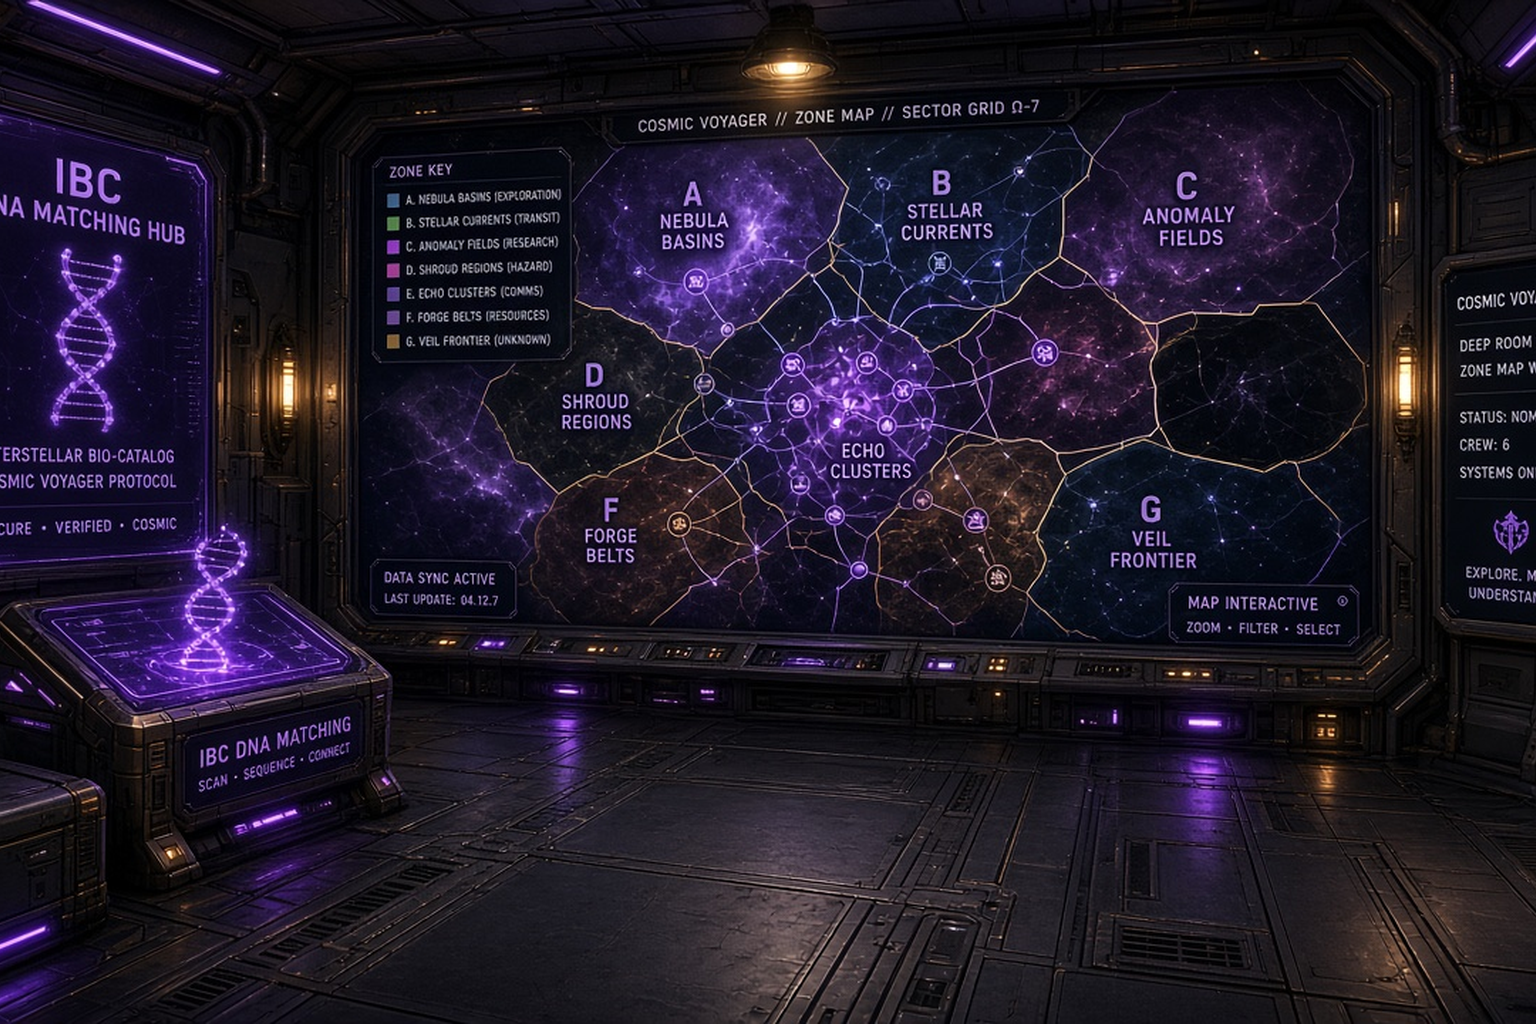 IBC
NA MATCHING HUB
TERSTELLAR BIO-CATALOG
SMIC VOYAGER PROTOCOL
CURE • VERIFIED • COSMIC
IBC DNA MATCHING
SCAN • SEQUENCE • CONNECT
COSMIC VOYAGER // ZONE MAP // SECTOR GRID Ω-7
ZONE KEY
A. NEBULA BASINS (EXPLORATION)
B. STELLAR CURRENTS (TRANSIT)
C. ANOMALY FIELDS (RESEARCH)
D. SHROUD REGIONS (HAZARD)
E. ECHO CLUSTERS (COMMS)
F. FORGE BELTS (RESOURCES)
G. VEIL FRONTIER (UNKNOWN)
A
NEBULA
BASINS
B
STELLAR
CURRENTS
C
ANOMALY
FIELDS
D
SHROUD
REGIONS
ECHO
CLUSTERS
F
FORGE
BELTS
G
VEIL
FRONTIER
DATA SYNC ACTIVE
LAST UPDATE: 04.12.7
MAP INTERACTIVE
ZOOM • FILTER • SELECT
COSMIC VOYA
DEEP ROOM
ZONE MAP W
STATUS: NOM
CREW: 6
SYSTEMS ON
EXPLORE. M
UNDERSTAN